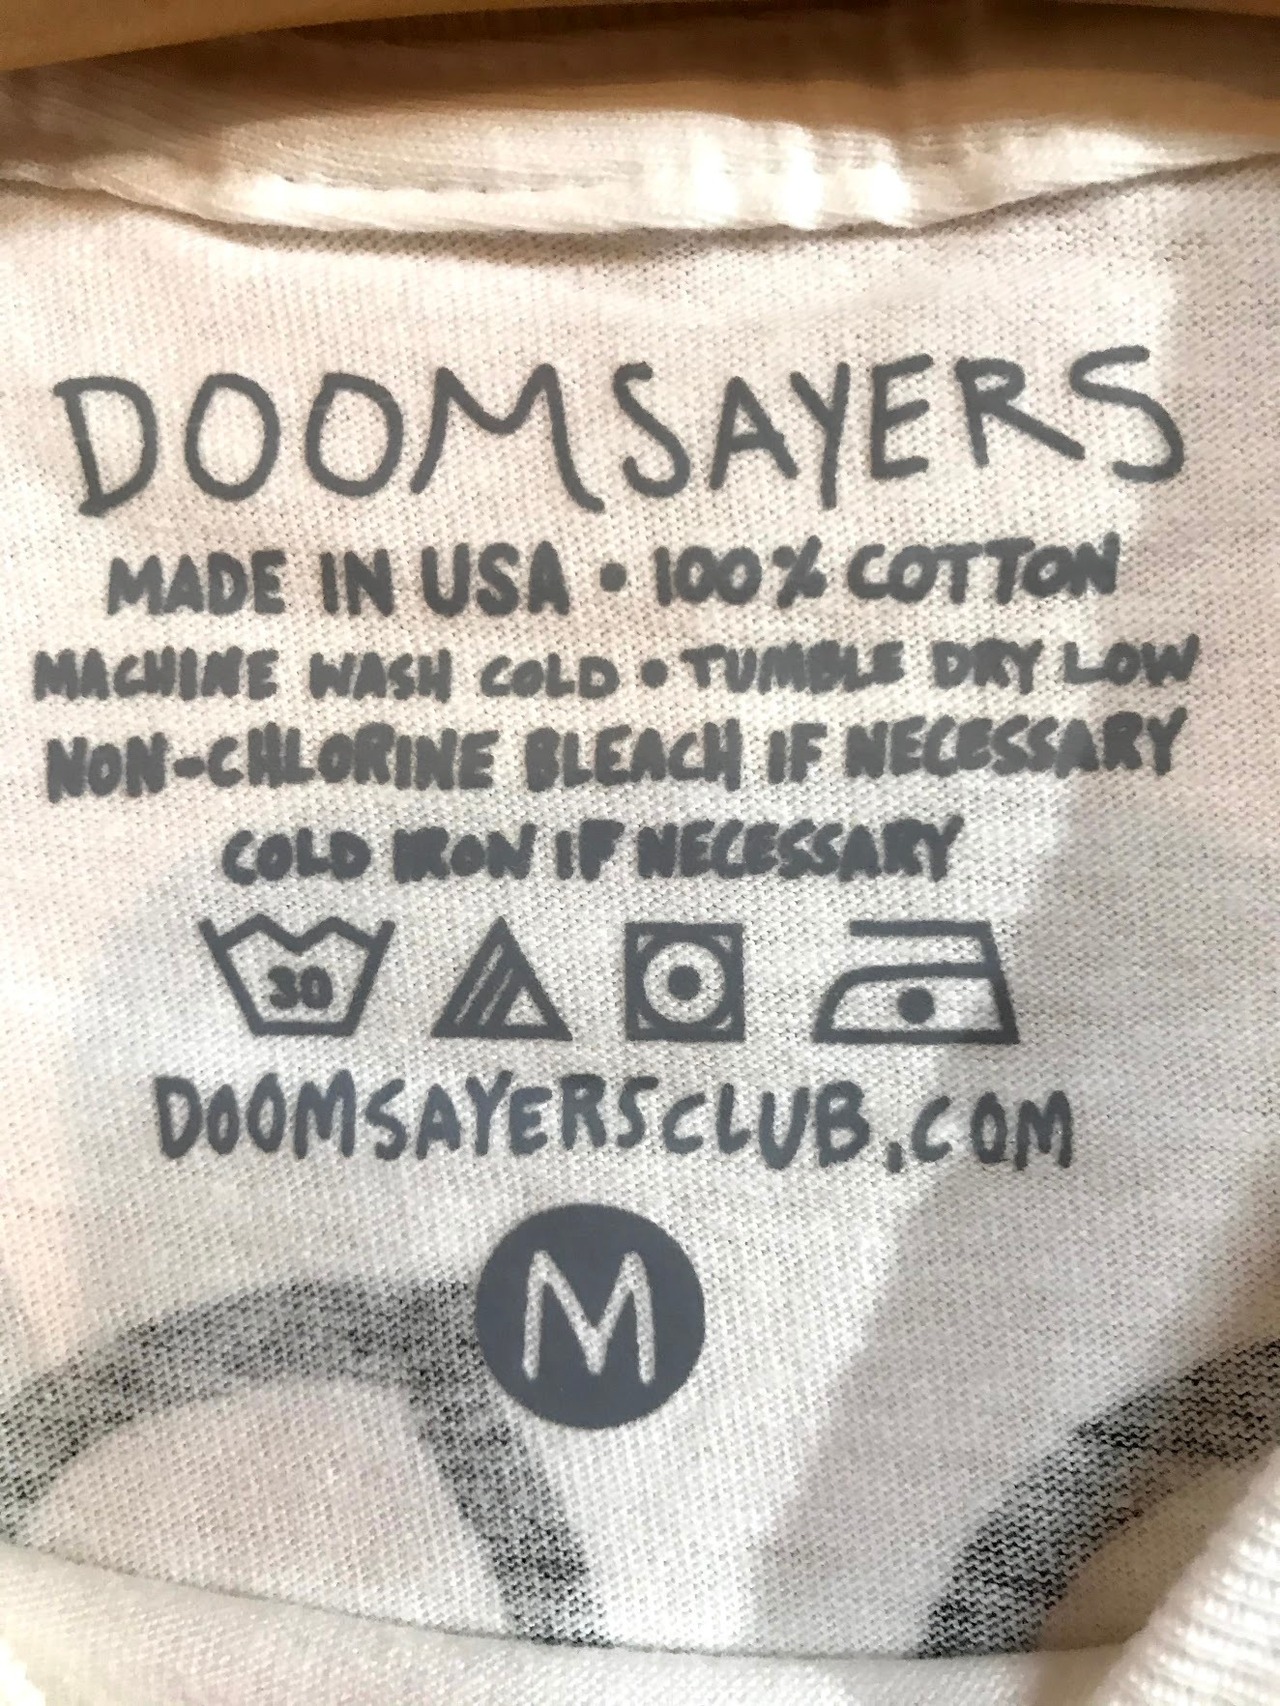 DOOMSAYERS
MADE IN USA • 100% COTTON
MACHINE WASH COLD • TUMBLE DRY LOW
NON-CHLORINE BLEACH IF NECESSARY
COLD IRON IF NECESSARY
30
DOOMSAYERSCLUB.COM
M